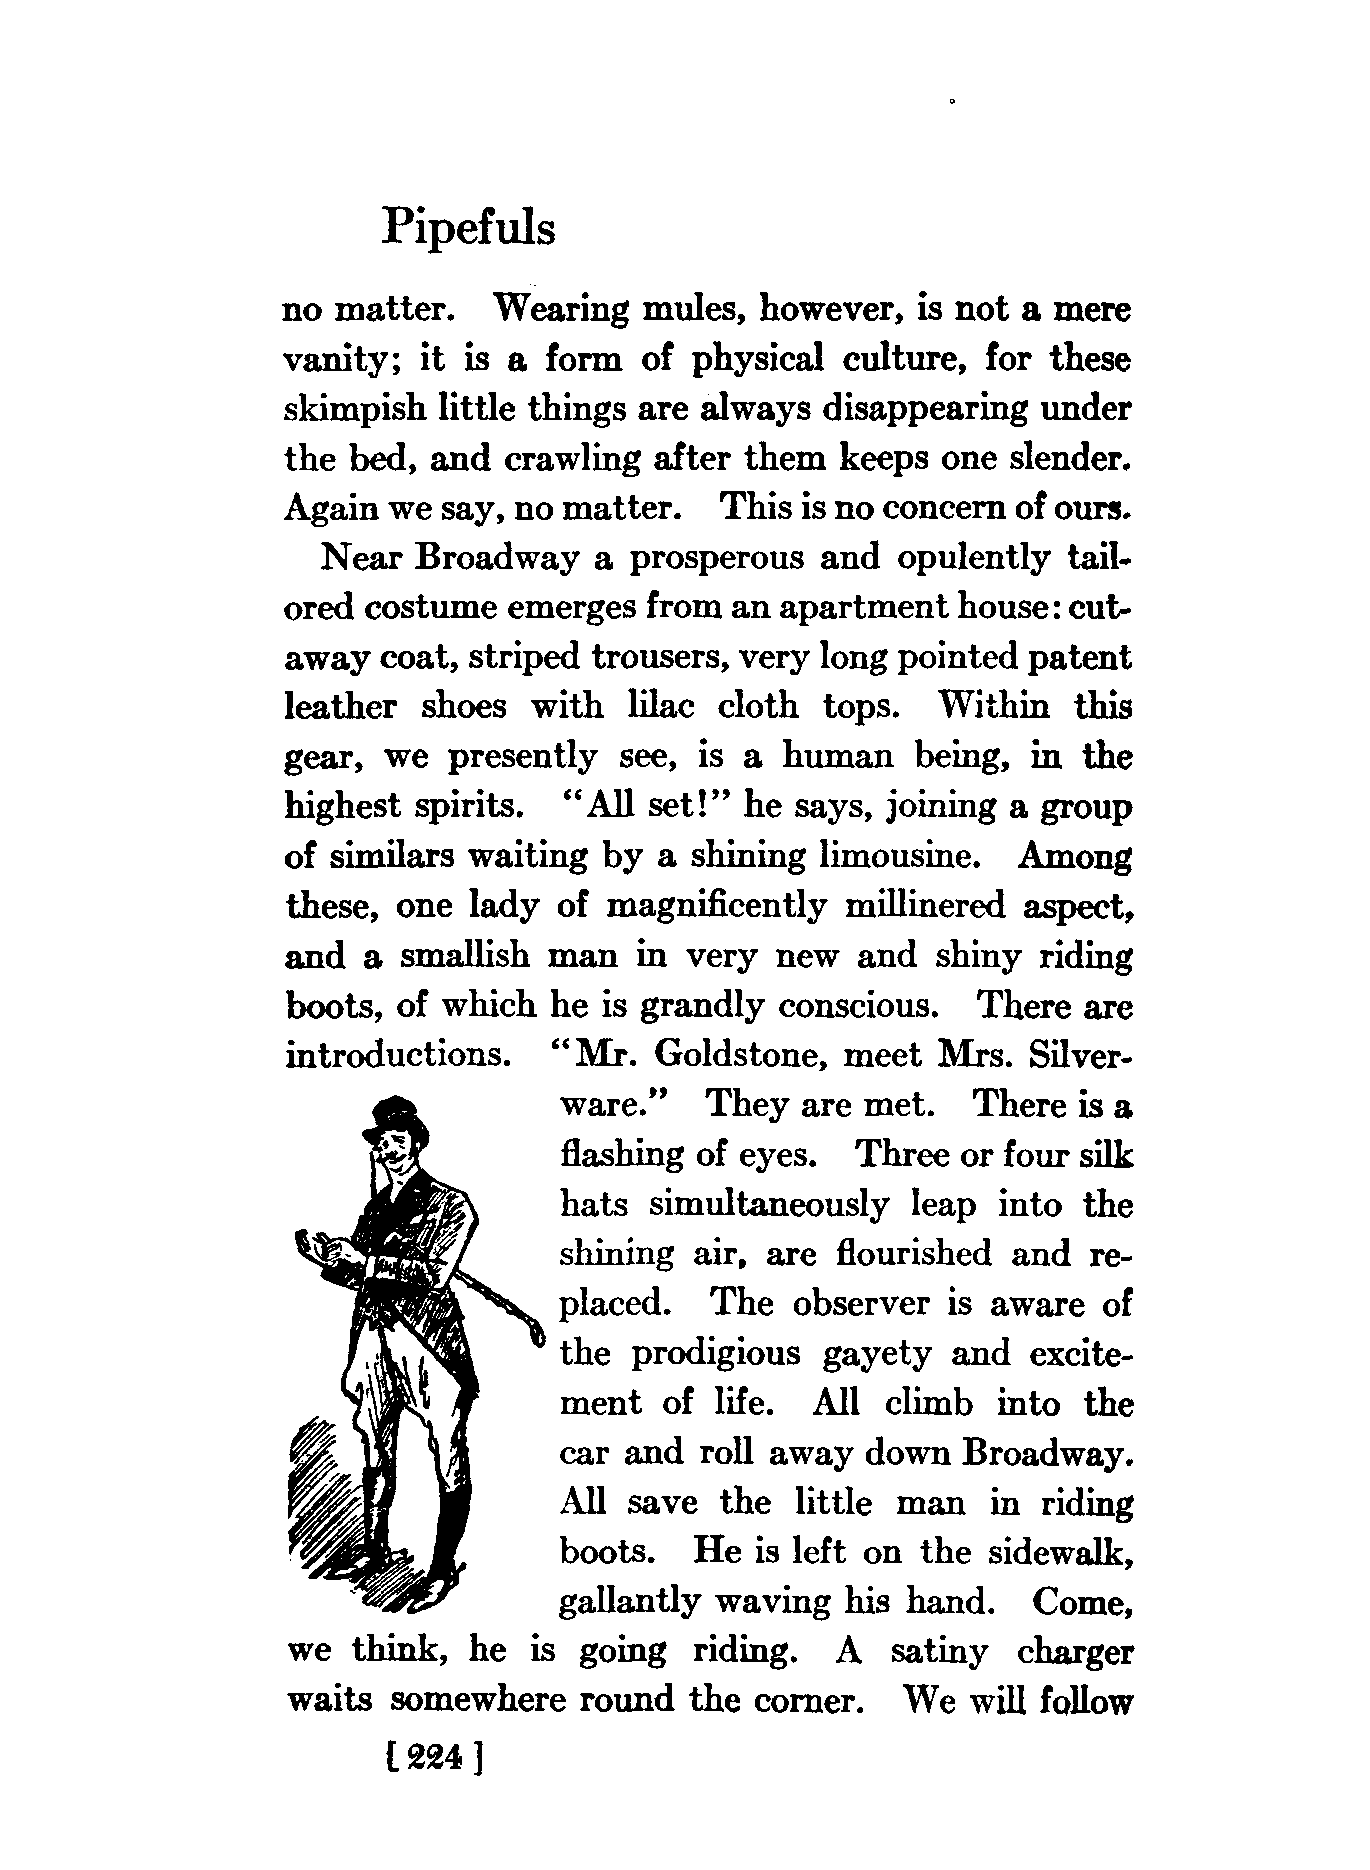 Pipefuls
no matter. Wearing mules, however, is not a mere
vanity; it is a form of physical culture, for these
skimpish little things are always disappearing under
the bed, and crawling after them keeps one slender.
Again we say, no matter. This is no concern of ours.
Near Broadway a prosperous and opulently tail-
ored costume emerges from an apartment house: cut-
away coat, striped trousers, very long pointed patent
leather shoes with lilac cloth tops. Within this
gear, we presently see, is a human being, in the
highest spirits. “All set!” he says, joining a group
of similars waiting by a shining limousine. Among
these, one lady of magnificently millinered aspect,
and a smallish man in very new and shiny riding
boots, of which he is grandly conscious. There are
introductions. “Mr. Goldstone, meet Mrs. Silver-
ware.” They are met. There is a
flashing of eyes. Three or four silk
hats simultaneously leap into the
shining air, are flourished and re-
placed. The observer is aware of
the prodigious gayety and excite-
ment of life. All climb into the
car and roll away down Broadway.
All save the little man in riding
boots. He is left on the sidewalk,
gallantly waving his hand. Come,
we think, he is going riding. A satiny charger
waits somewhere round the corner. We will follow
[ 224 ]